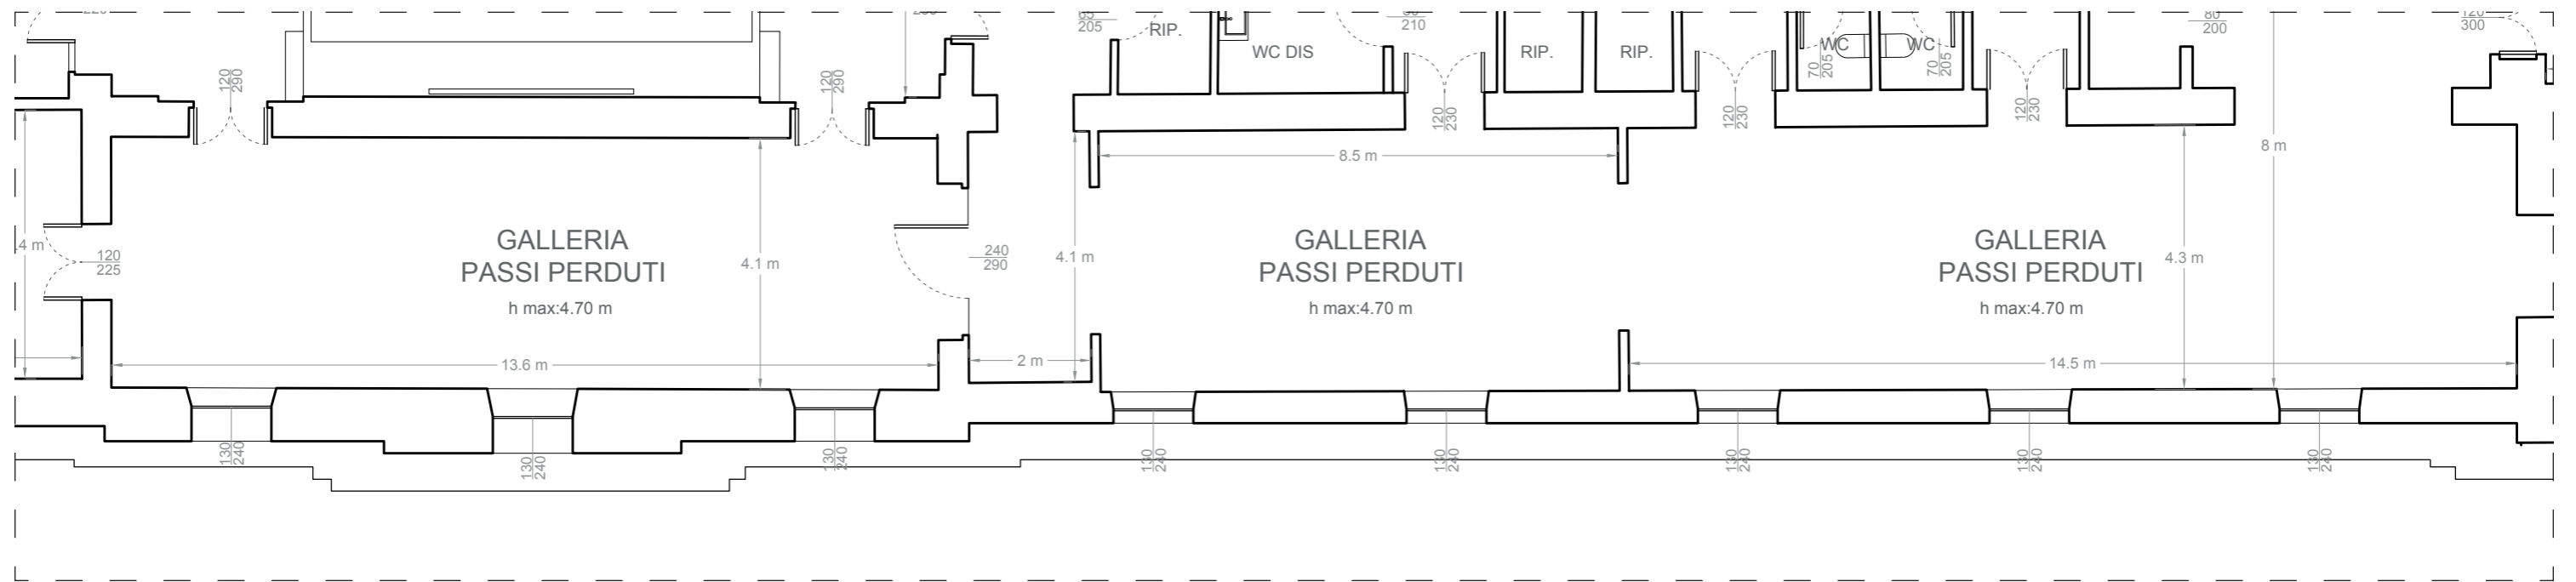 205
RIP.
WC DIS
210
RIP.
RIP.
WC
WC
70
205
70
205
80
200
120
300
120
290
120
290
120
230
120
230
120
230
8.5 m
8 m
GALLERIA
PASSI PERDUTI
h max:4.70 m
GALLERIA
PASSI PERDUTI
h max:4.70 m
GALLERIA
PASSI PERDUTI
h max:4.70 m
4 m
120
225
4.1 m
240
290
4.1 m
4.3 m
13.6 m
2 m
14.5 m
130
240
130
240
130
240
130
240
130
240
130
240
130
240
130
240